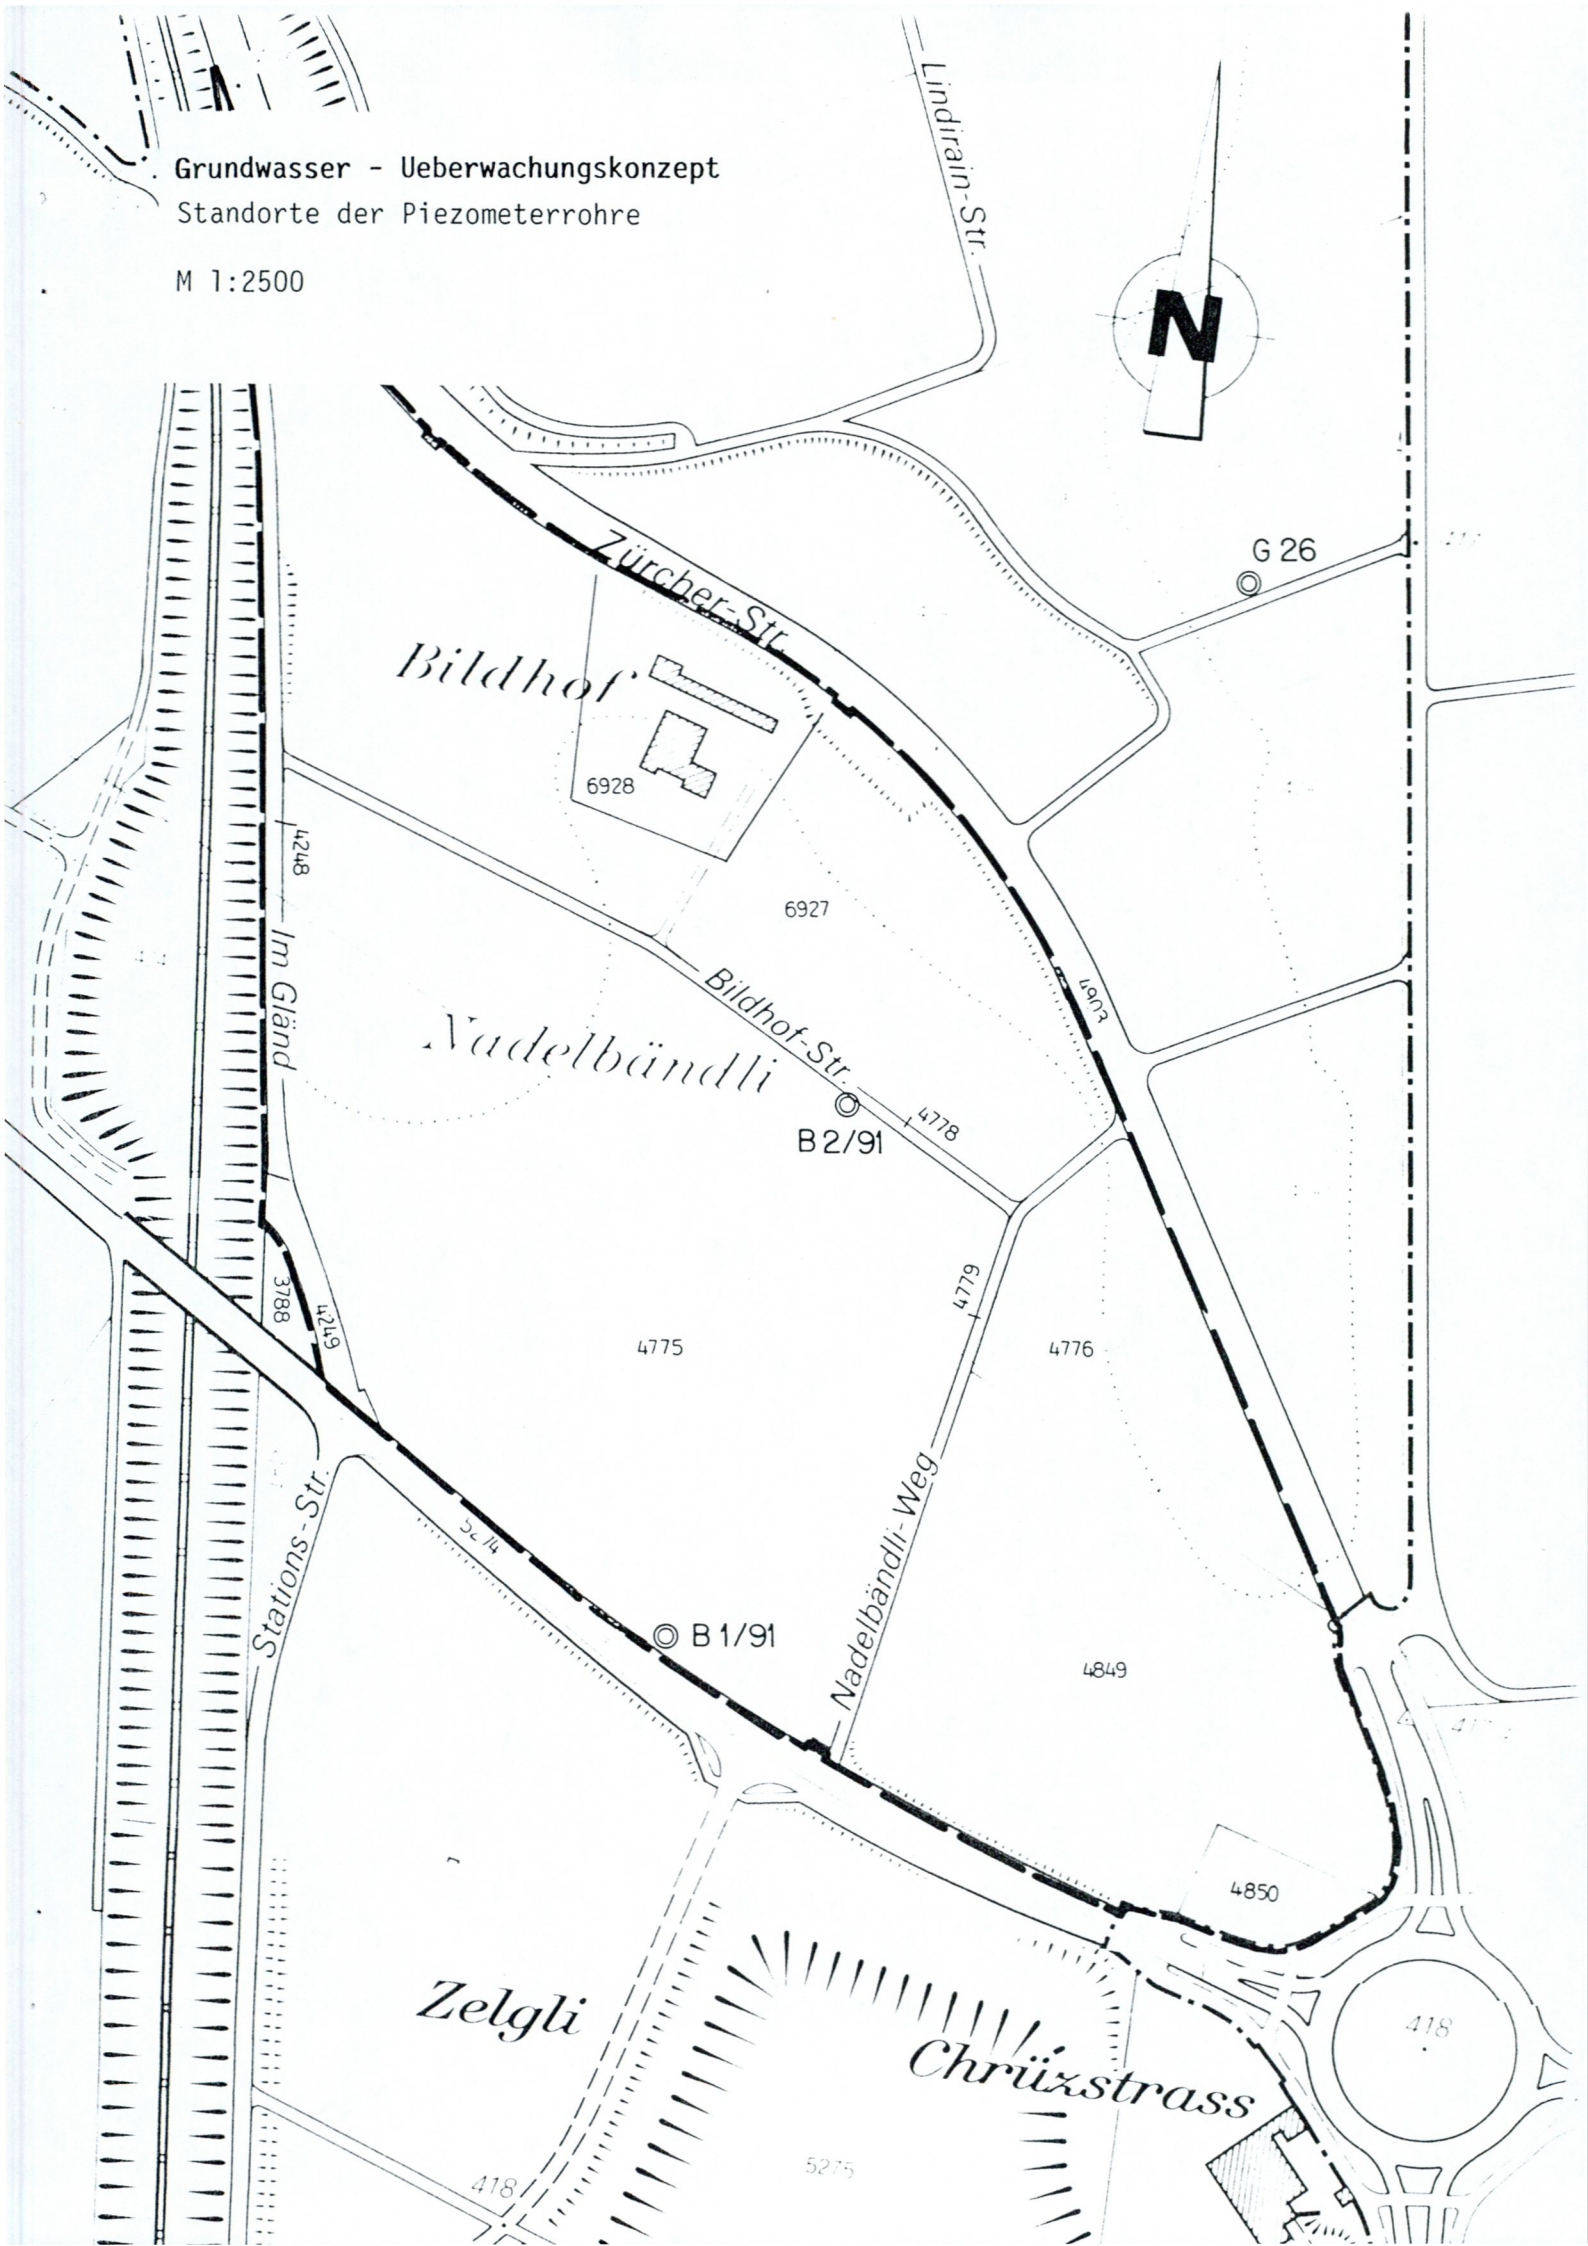 Grundwasser - Ueberwachungskonzept
Standorte der Piezometerrohre
M 1:2500
Lindirain-Str.
N
G 26
Zürcher-Str.
Bildhof
6928
4248
6927
Im Gländ
Bildhof-Str.
4903
Nadelbändli
4778
B 2/91
4779
3788
4249
4775
4776
Nadelbändli-Weg
Stations-Str.
5274
B 1/91
4849
4850
Zelgli
418
Chrüzstrass
5275
418